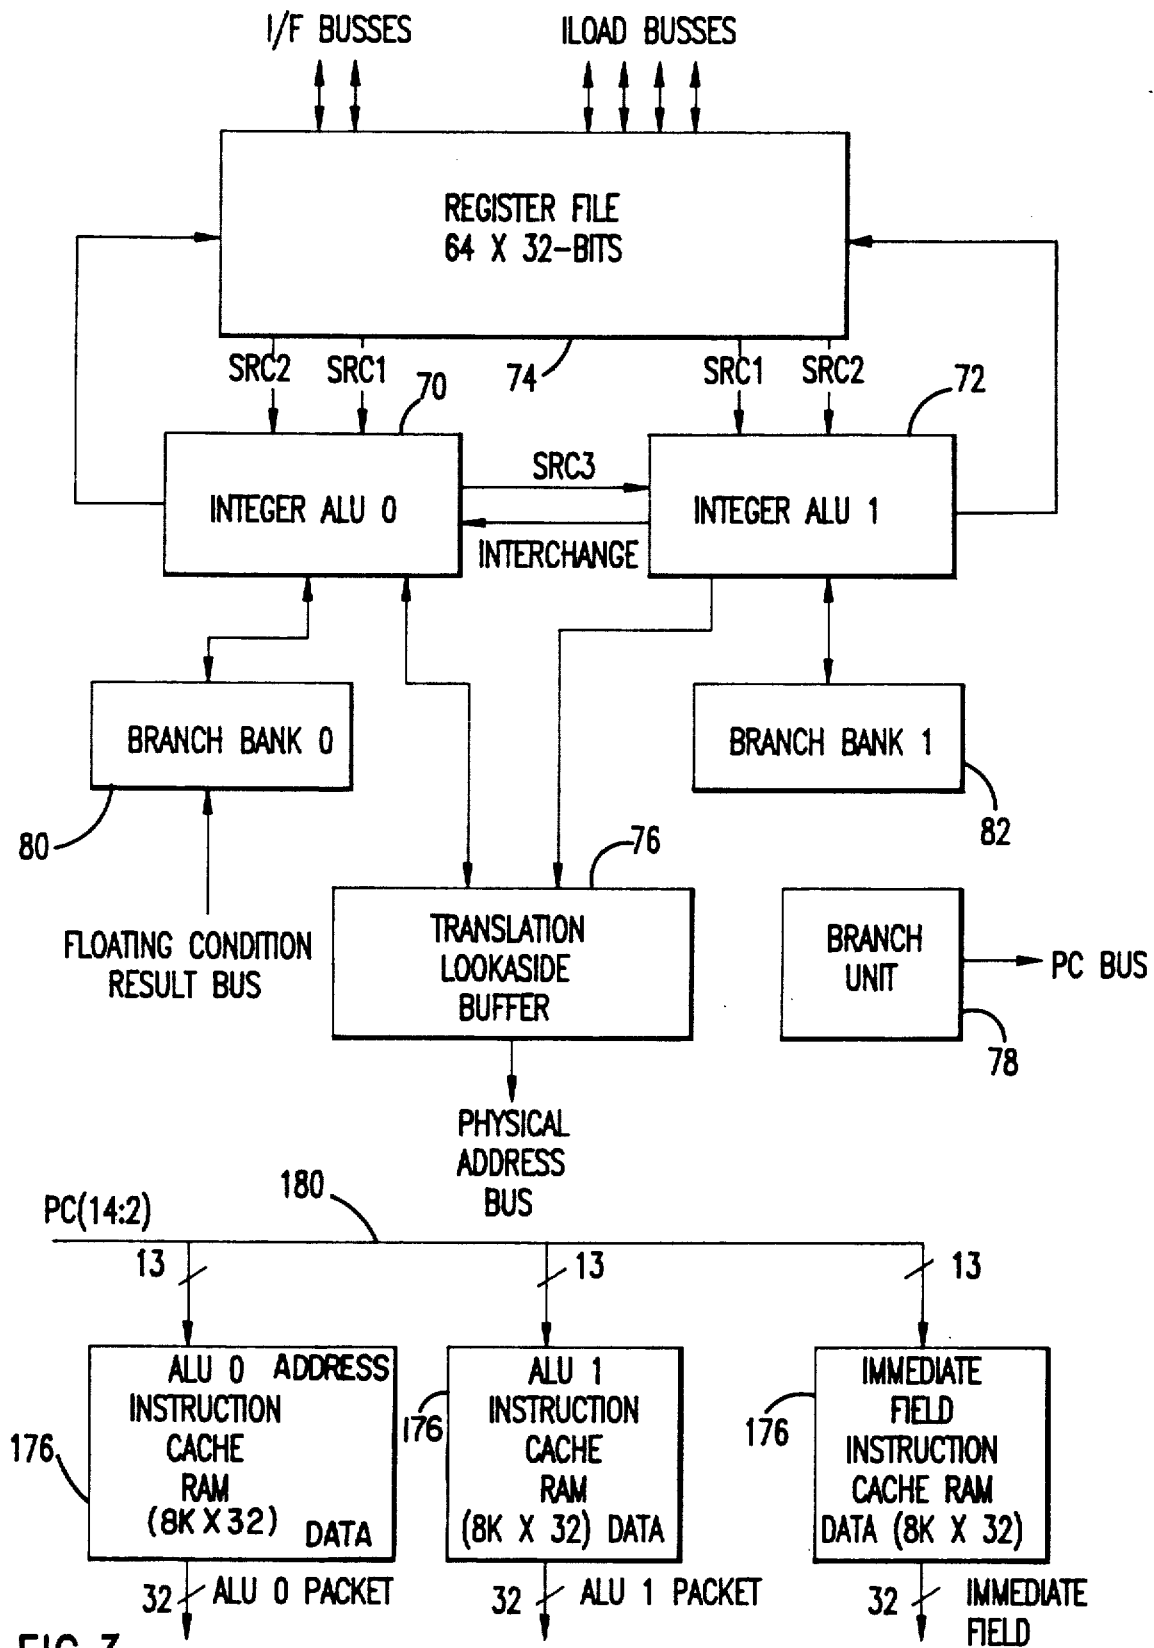 I/F BUSSES
ILOAD BUSSES
REGISTER FILE
64 X 32-BITS
SRC2
SRC1
74
SRC1
SRC2
70
72
INTEGER ALU 0
SRC3
INTERCHANGE
INTEGER ALU 1
BRANCH BANK 0
BRANCH BANK 1
80
82
76
FLOATING CONDITION
RESULT BUS
TRANSLATION
LOOKASIDE
BUFFER
BRANCH
UNIT
PC BUS
78
PHYSICAL
ADDRESS
BUS
180
PC(14:2)
13
13
13
ALU 0 ADDRESS
INSTRUCTION
CACHE
RAM
(8K X 32)
DATA
176
ALU 1
INSTRUCTION
CACHE
RAM
(8K X 32) DATA
176
IMMEDIATE
FIELD
INSTRUCTION
CACHE RAM
DATA (8K X 32)
176
32
ALU 0 PACKET
32
ALU 1 PACKET
32
IMMEDIATE
FIELD